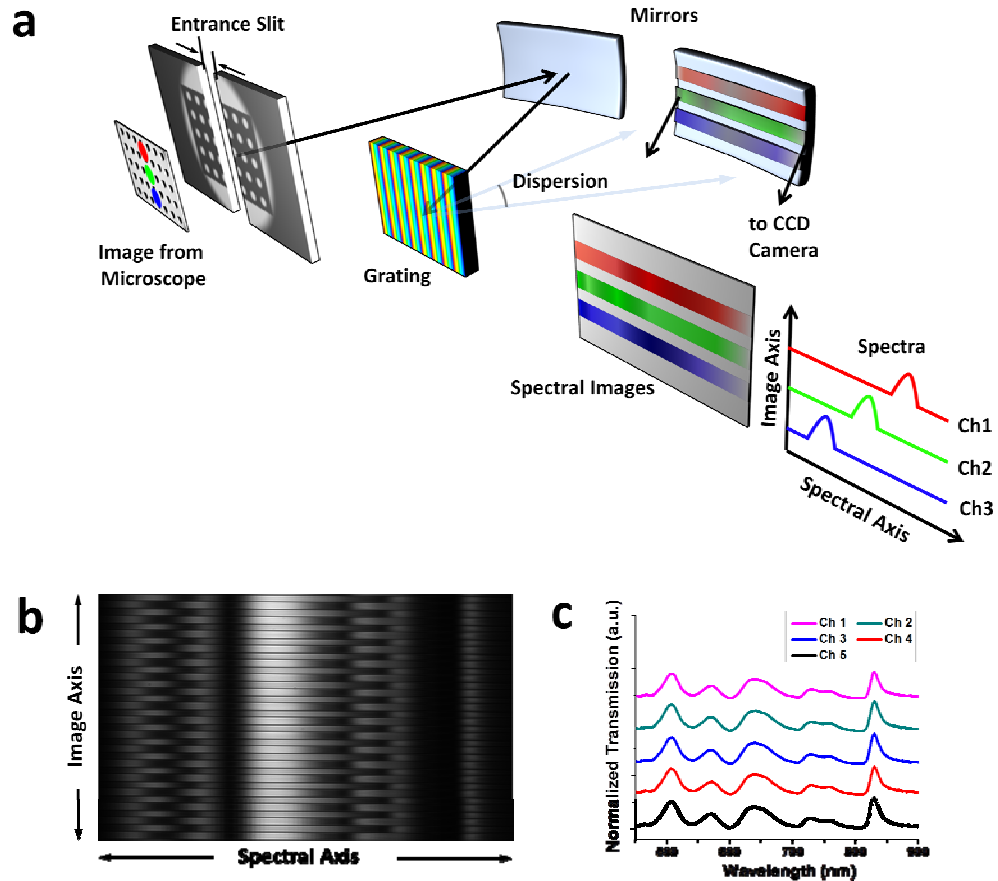 a
Entrance Slit
Mirrors
Dispersion
to CCD
Camera
Image from
Microscope
Grating
Spectral Images
Image Axis
Spectra
Ch1
Ch2
Ch3
Spectral Axis
b
Image Axis
Spectral Axis
c
Normalized Transmission (a.u.)
Ch 1 Ch 2
Ch 3 Ch 4
Ch 5
Wavelength (nm)